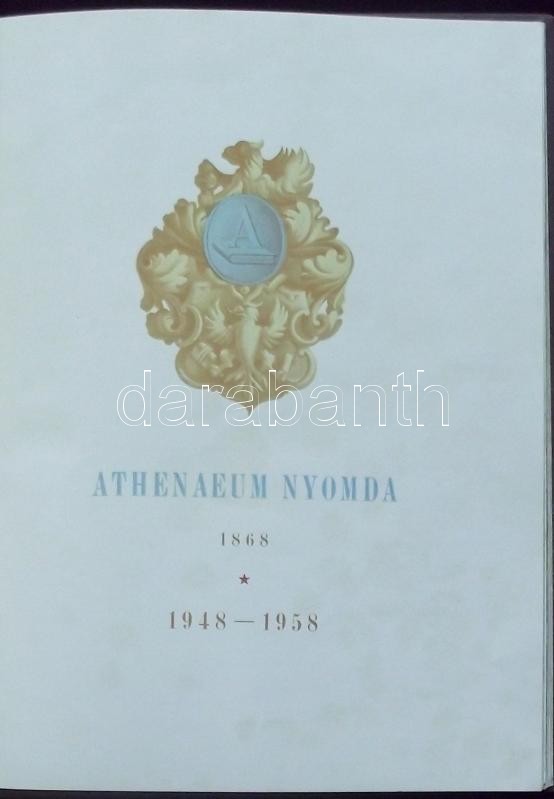 A
darabanth
ATHENAEUM NYOMDA
1868
★
1948 — 1958